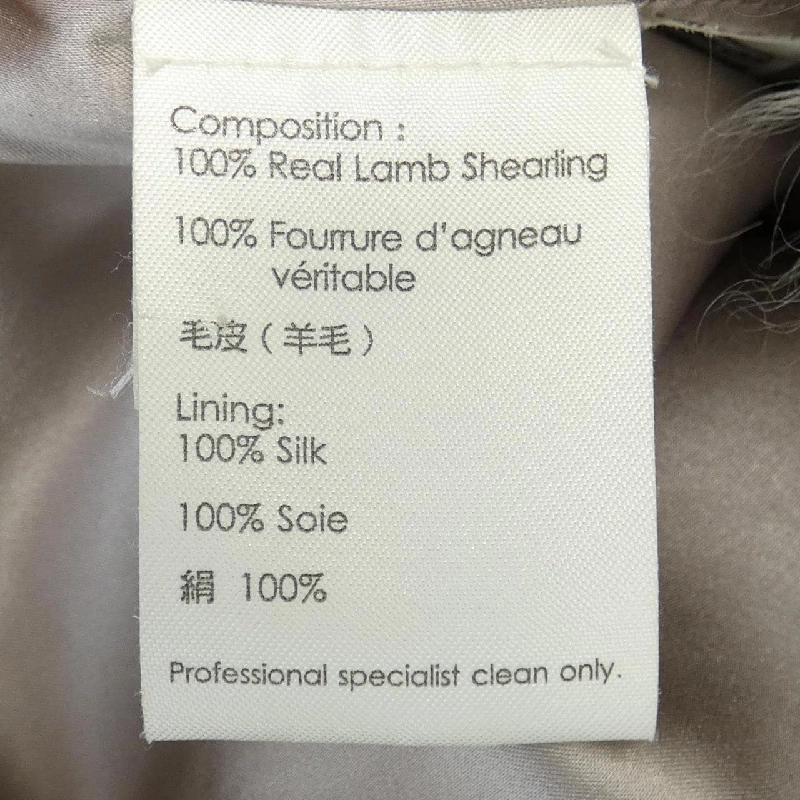 Composition :
100% Real Lamb Shearling
100% Fourrure d'agneau
véritable
毛皮（羊毛）
Lining:
100% Silk
100% Soie
絹 100%
Professional specialist clean only.